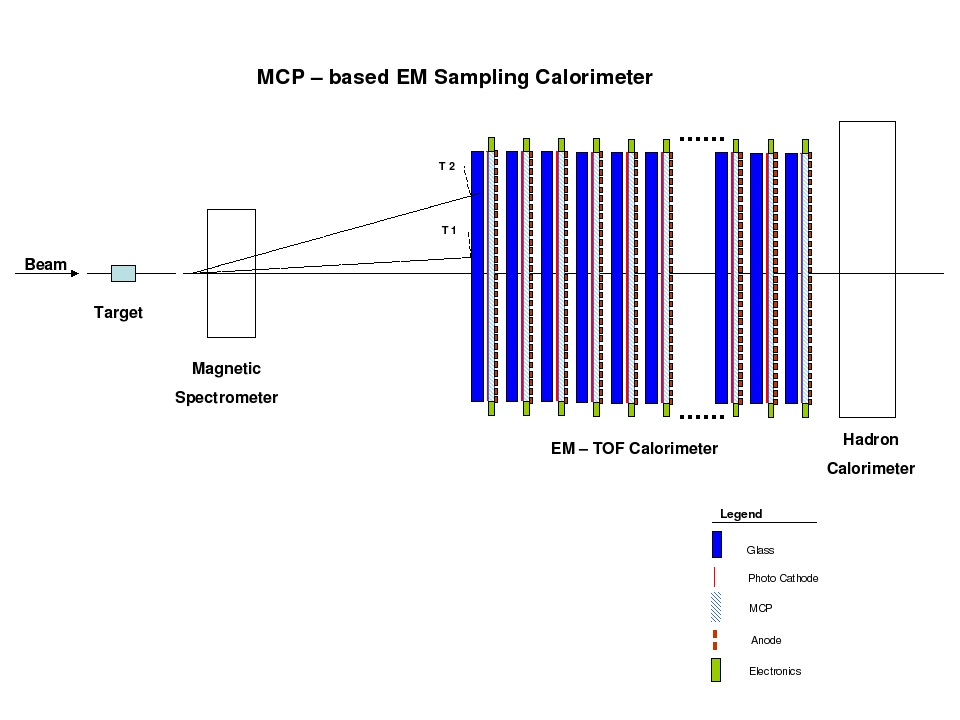 MCP – based EM Sampling Calorimeter
T 2
T 1
Beam
Target
Magnetic
Spectrometer
EM – TOF Calorimeter
Hadron
Calorimeter
Legend
Glass
Photo Cathode
MCP
Anode
Electronics